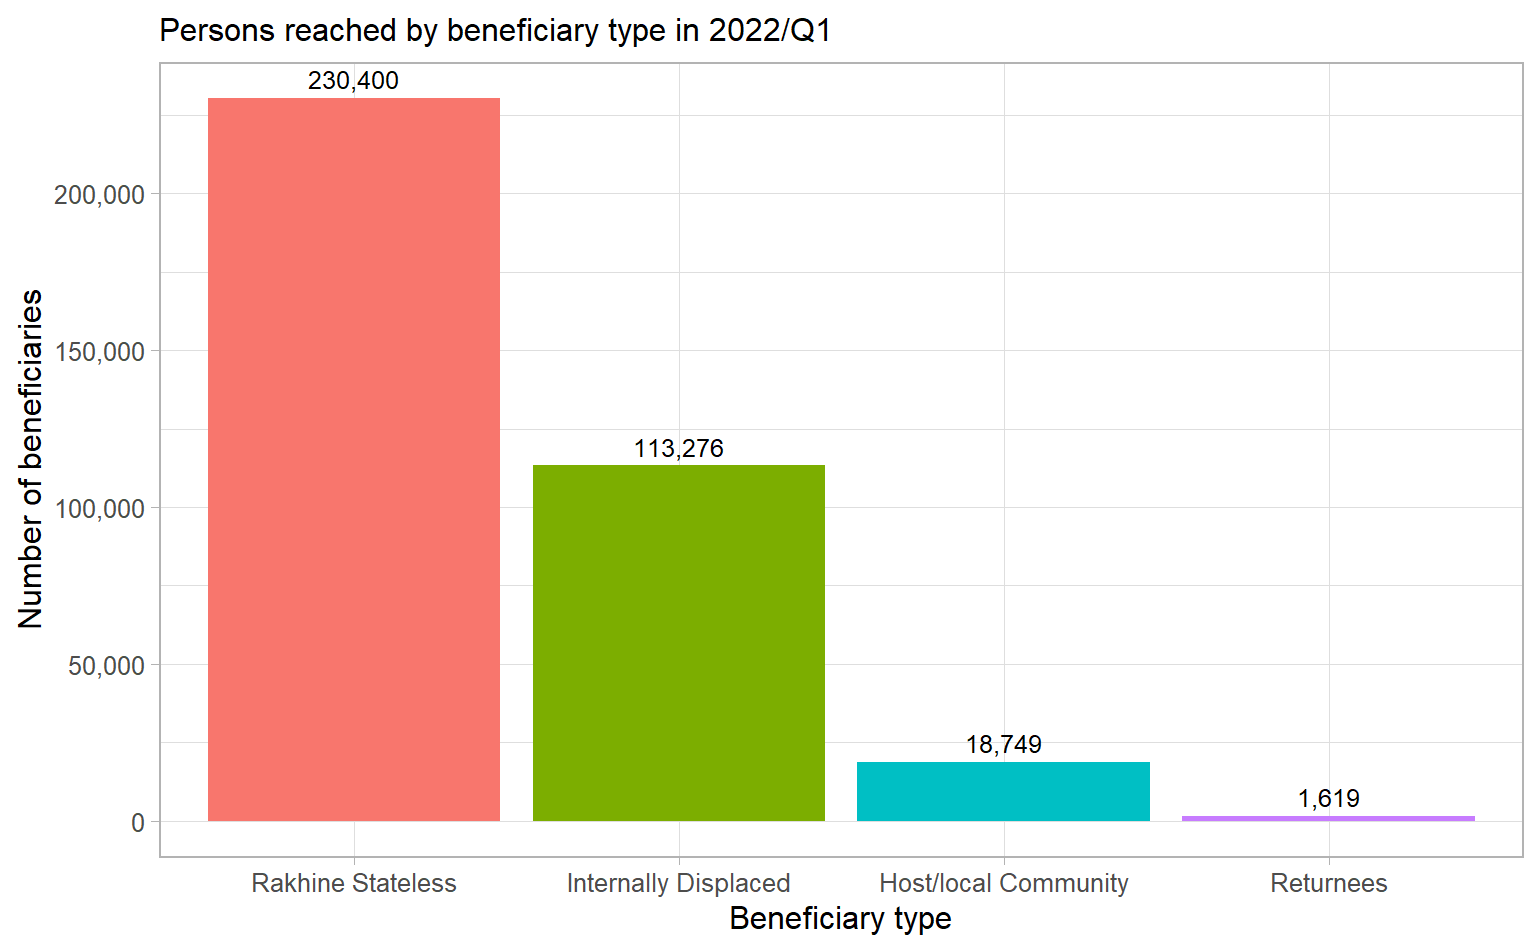 Persons reached by beneficiary type in 2022/Q1
230,400
200,000
150,000
113,276
100,000
50,000
18,749
1,619
0
Number of beneficiaries
Rakhine Stateless
Internally Displaced
Host/local Community
Returnees
Beneficiary type